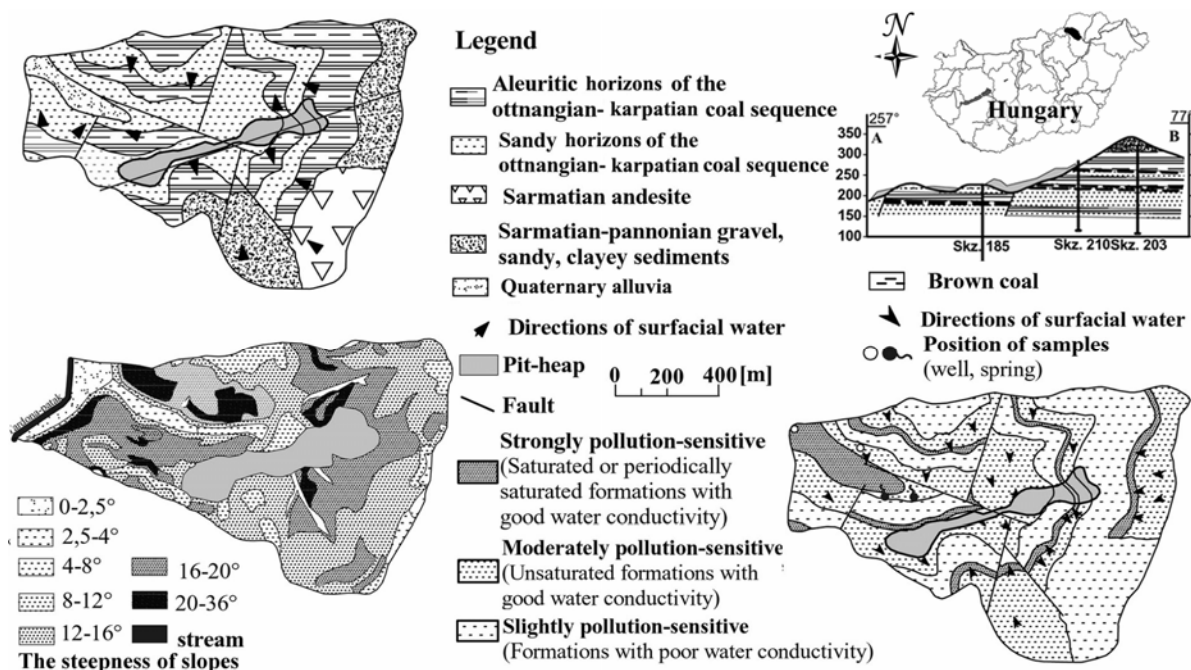 Legend
Aleuritic horizons of the
ottnangian- karpatian coal sequence
Sandy horizons of the
ottnangian- karpatian coal sequence
Sarmatian andesite
Sarmatian-pannonian gravel,
sandy, clayey sediments
Quaternary alluvia
Directions of surfacial water
Pit-heap
0 200 400 [m]
Fault
Strongly pollution-sensitive
(Saturated or periodically
saturated formations with
good water conductivity)
Moderately pollution-sensitive
(Unsaturated formations with
good water conductivity)
Slightly pollution-sensitive
(Formations with poor water conductivity)
N
Hungary
257°
77
A
B
350
300
250
200
150
100
Skz. 185
Skz. 210
Skz. 203
Brown coal
Directions of surfacial water
Position of samples
(well, spring)
0-2,5°
2,5-4°
4-8°
8-12°
12-16°
16-20°
20-36°
stream
The steepness of slopes